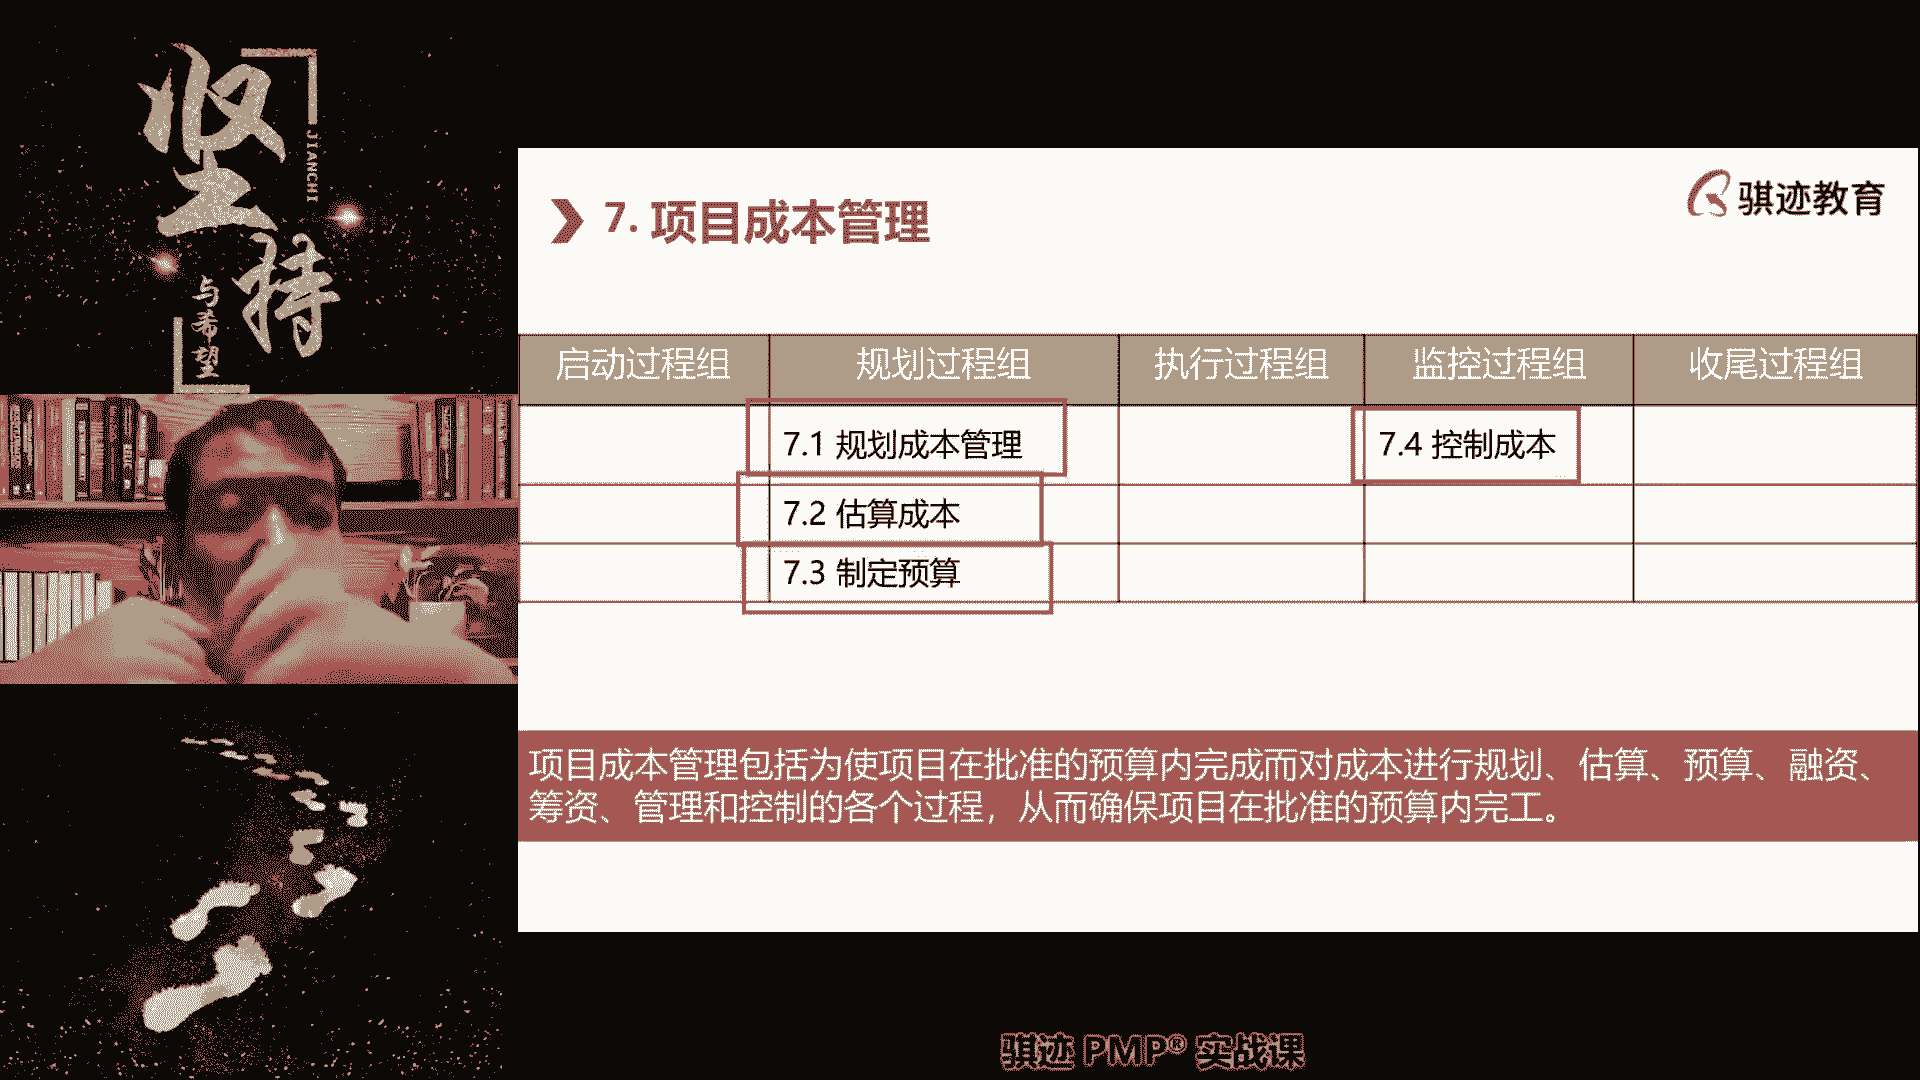 坚持
JIANCHI
与希望
7. 项目成本管理
骐迹教育
启动过程组 规划过程组 执行过程组 监控过程组 收尾过程组
7.1 规划成本管理 7.4 控制成本
7.2 估算成本
7.3 制定预算
项目成本管理包括为使项目在批准的预算内完成而对成本进行规划、估算、预算、融资、
筹资、管理和控制的各个过程，从而确保项目在批准的预算内完工。
骐迹 PMP® 实战课